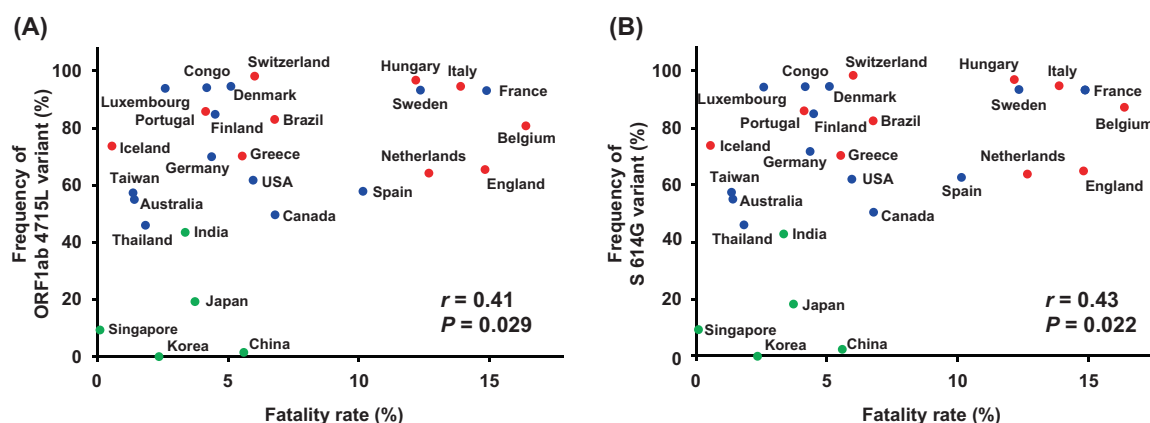 (A)
Frequency of
ORF1ab 4715L variant (%)
100
80
60
40
20
0
0
5
10
15
Fatality rate (%)
Switzerland
Congo
Luxembourg
Denmark
Portugal
Finland
Brazil
Iceland
Germany
Greece
Taiwan
USA
Australia
Canada
Thailand
India
Japan
Singapore
Korea
China
Hungary
Italy
Sweden
France
Belgium
Netherlands
England
Spain
r = 0.41
P = 0.029
(B)
Frequency of
S 614G variant (%)
100
80
60
40
20
0
0
5
10
15
Fatality rate (%)
Switzerland
Congo
Luxembourg
Denmark
Portugal
Finland
Brazil
Iceland
Germany
Greece
Taiwan
USA
Australia
Canada
Thailand
India
Japan
Singapore
Korea
China
Hungary
Italy
Sweden
France
Belgium
Netherlands
England
Spain
r = 0.43
P = 0.022